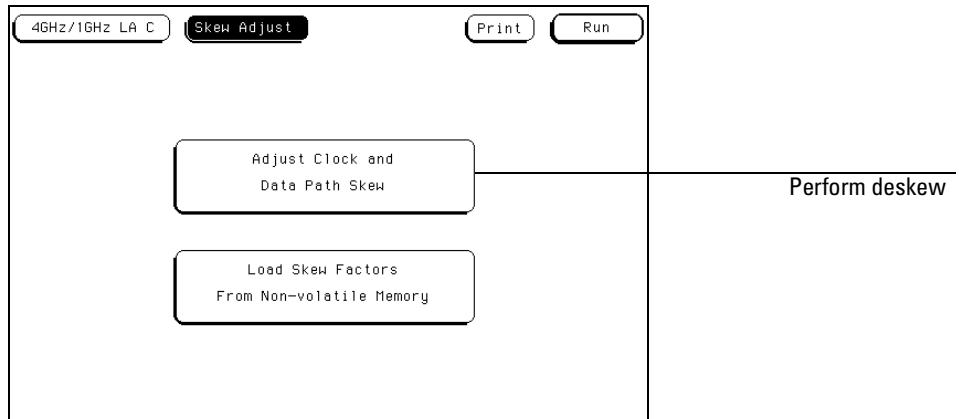 4GHz/1GHz LA C Skew Adjust Print Run
Adjust Clock and
Data Path Skew
Perform deskew
Load Skew Factors
From Non-volatile Memory